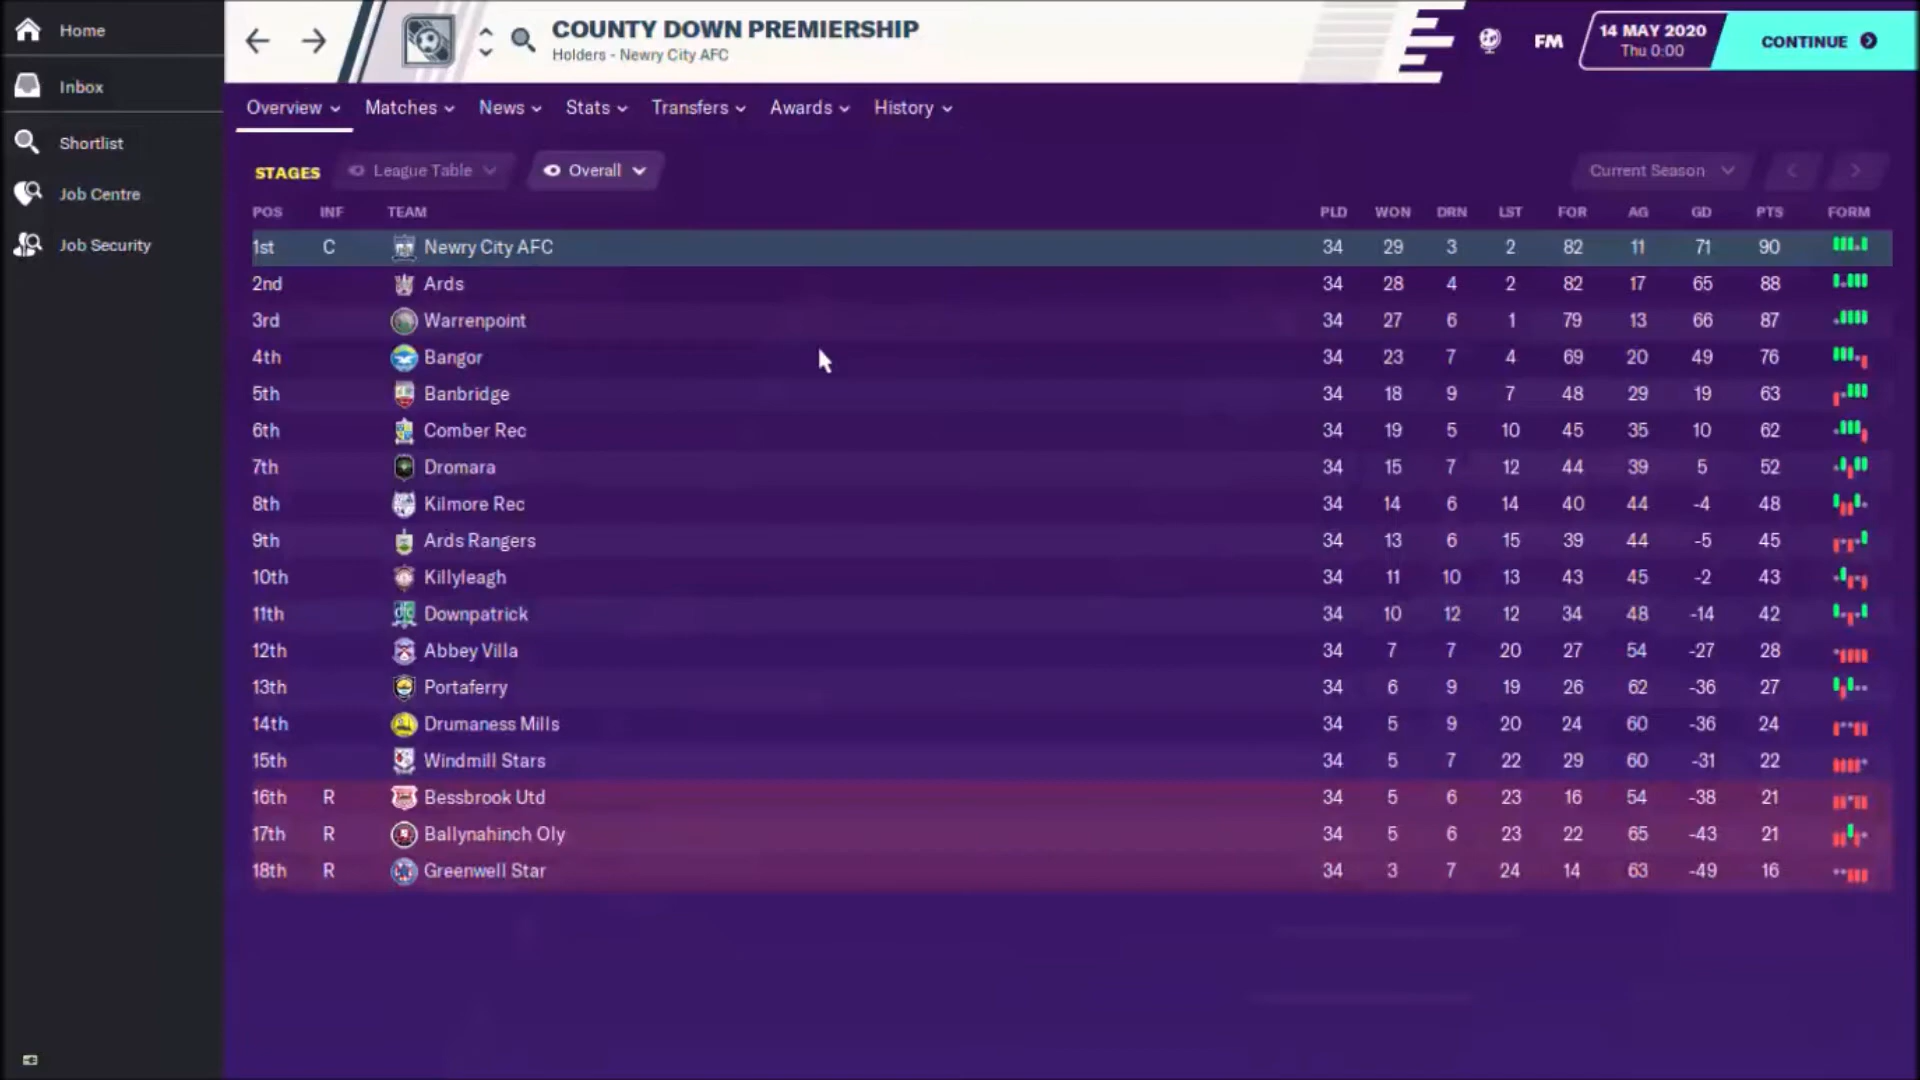 Home
Inbox
Shortlist
Job Centre
Job Security
COUNTY DOWN PREMIERSHIP
Holders - Newry City AFC
FM
14 MAY 2020
Thu 0:00
CONTINUE
Overview Matches News Stats Transfers Awards History
STAGES League Table Overall Current Season
POS INF TEAM PLD WON DRN LST FOR AG GD PTS FORM
1st C Newry City AFC 34 29 3 2 82 11 71 90
2nd Ards 34 28 4 2 82 17 65 88
3rd Warrenpoint 34 27 6 1 79 13 66 87
4th Bangor 34 23 7 4 69 20 49 76
5th Banbridge 34 18 9 7 48 29 19 63
6th Comber Rec 34 19 5 10 45 35 10 62
7th Dromara 34 15 7 12 44 39 5 52
8th Kilmore Rec 34 14 6 14 40 44 -4 48
9th Ards Rangers 34 13 6 15 39 44 -5 45
10th Killyleagh 34 11 10 13 43 45 -2 43
11th Downpatrick 34 10 12 12 34 48 -14 42
12th Abbey Villa 34 7 7 20 27 54 -27 28
13th Portaferry 34 6 9 19 26 62 -36 27
14th Drumaness Mills 34 5 9 20 24 60 -36 24
15th Windmill Stars 34 5 7 22 29 60 -31 22
16th R Bessbrook Utd 34 5 6 23 16 54 -38 21
17th R Ballynahinch Oly 34 5 6 23 22 65 -43 21
18th R Greenwell Star 34 3 7 24 14 63 -49 16